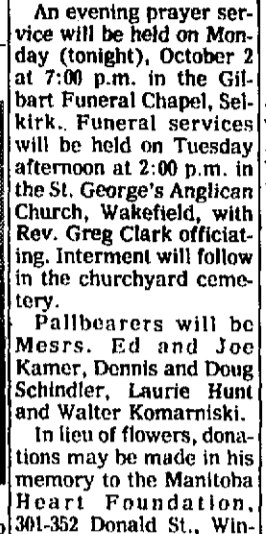 An evening prayer ser-
vice will be held on Mon-
day (tonight), October 2
at 7:00 p.m. in the Gil-
bart Funeral Chapel, Sel-
kirk. Funeral services
will be held on Tuesday
afternoon at 2:00 p.m. in
the St. George's Anglican
Church, Wakefield, with
Rev. Greg Clark officiat-
ing. Interment will follow
in the churchyard ceme-
tery.
Pallbearers will be
Mesrs. Ed and Joe
Kamer, Dennis and Doug
Schindler, Laurie Hunt
and Walter Komarniski.
In lieu of flowers, dona-
tions may be made in his
memory to the Manitoba
Heart Foundation,
301-352 Donald St., Win-